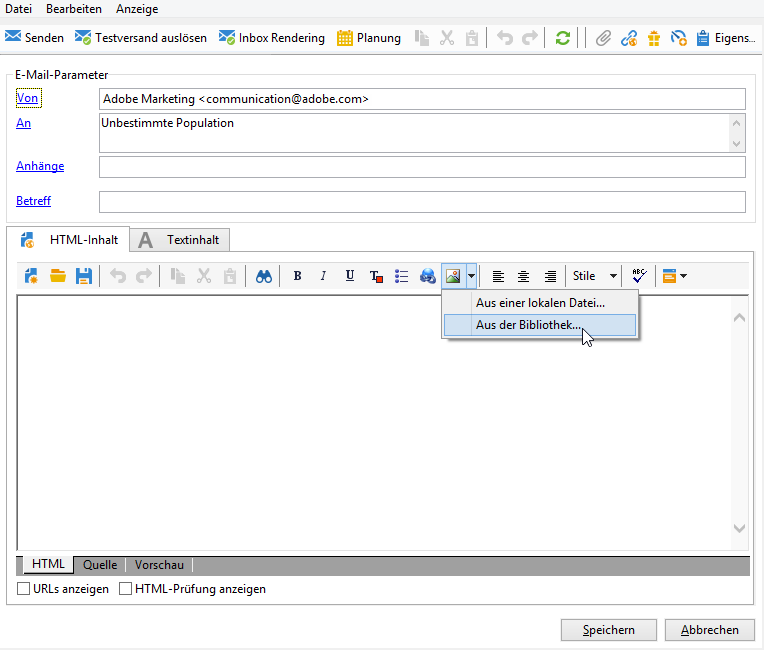 Datei Bearbeiten Anzeige
Senden Testversand auslösen Inbox Rendering Planung Eigens...
E-Mail-Parameter
Von Adobe Marketing <communication@adobe.com>
An Unbestimmte Population
Anhänge
Betreff
HTML-Inhalt A Textinhalt
B I U T Stile ABC
Aus einer lokalen Datei...
Aus der Bibliothek...
HTML Quelle Vorschau
URLs anzeigen HTML-Prüfung anzeigen
Speichern Abbrechen